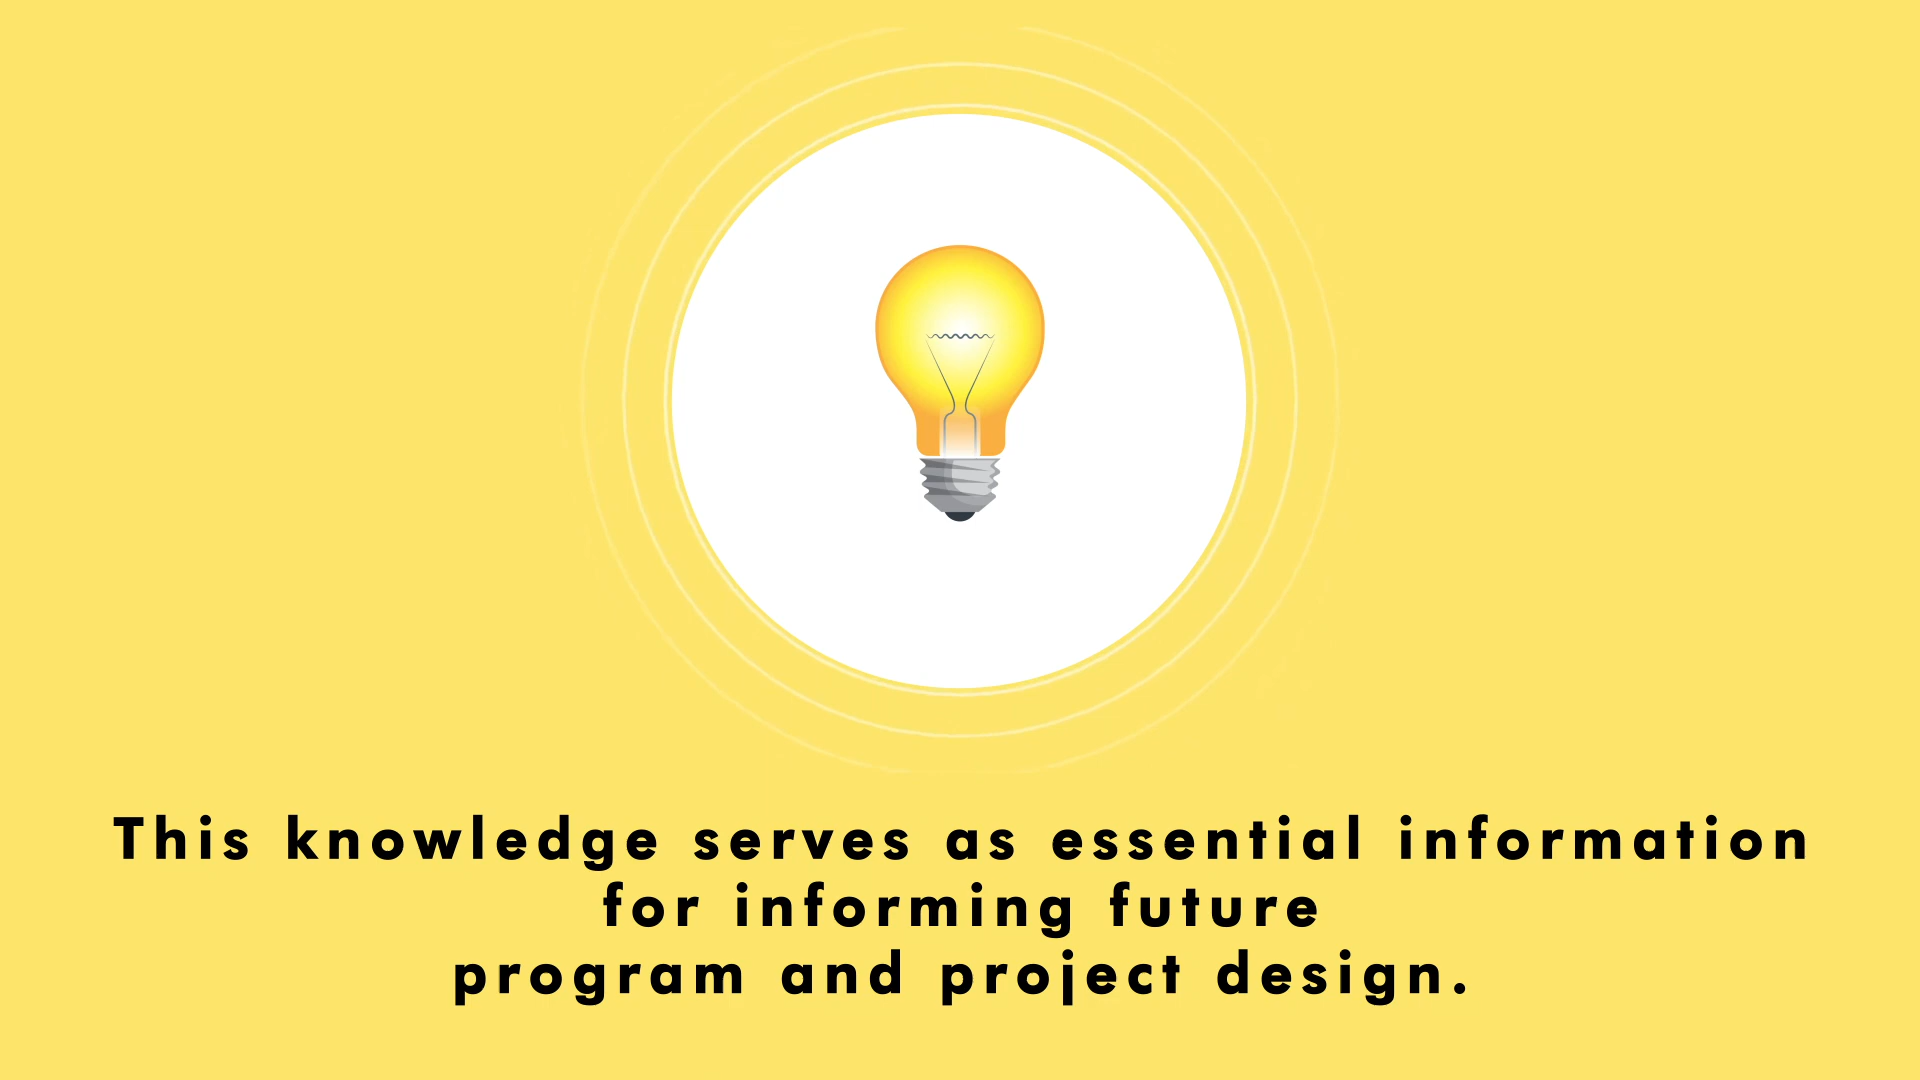 This knowledge serves as essential information
for informing future
program and project design.